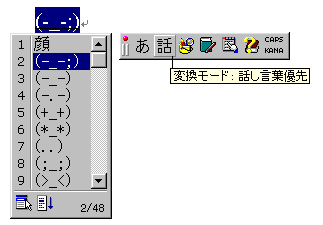 (-_-;)
1 顔
2 (-_-;)
3 (-_-)
4 (-.-)
5 (+_+)
6 (*_*)
7 (..)
8 (;_;)
9 (>_<)
2/48
あ 話 CAPS
KANA
変換モード：話し言葉優先